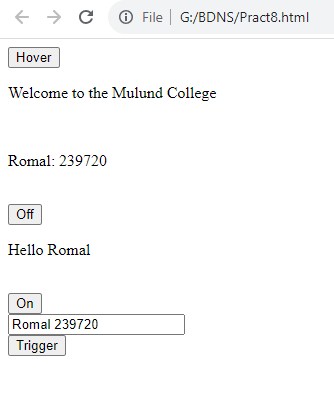 File | G:/BDNS/Pract8.html
Hover
Welcome to the Mulund College
Romal: 239720
Off
Hello Romal
On
Romal 239720
Trigger